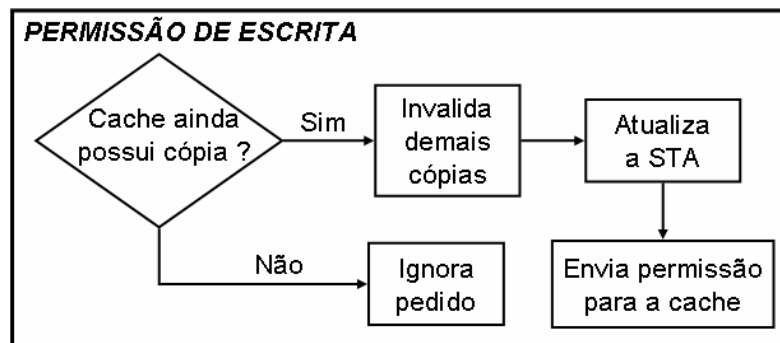 PERMISSÃO DE ESCRITA
Cache ainda
possui cópia ?
Sim
Invalida
demais
cópias
Atualiza
a STA
Não
Ignora
pedido
Envia permissão
para a cache